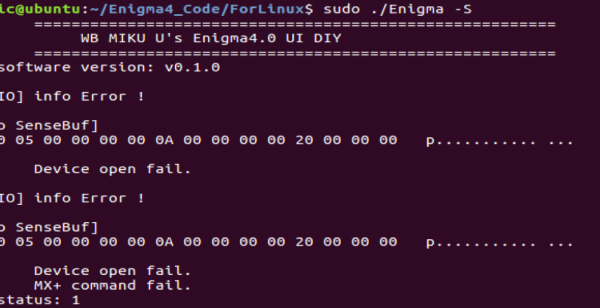 ic@ubuntu:~/Enigma4_Code/ForLinux$ sudo ./Enigma -S
====================================================
WB MIKU U's Enigma4.0 UI DIY
====================================================
software version: v0.1.0
IO] info Error !
o SenseBuf]
0 05 00 00 00 00 0A 00 00 00 00 20 00 00 00 p........... ...
Device open fail.
IO] info Error !
o SenseBuf]
0 05 00 00 00 00 0A 00 00 00 00 20 00 00 00 p........... ...
Device open fail.
MX+ command fail.
status: 1